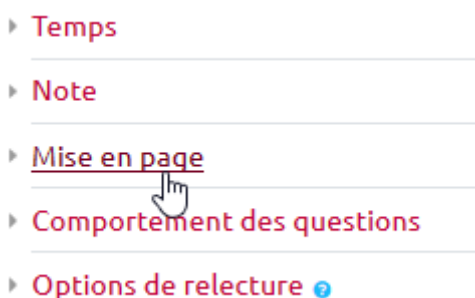 Temps
Note
Mise en page
Comportement des questions
Options de relecture ?